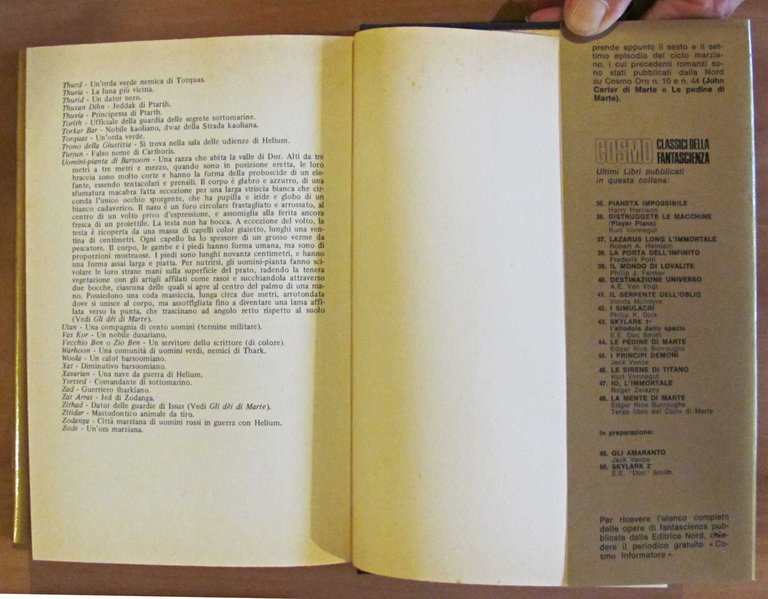 Thurd - Un'orda verde nemica di Torquas.
Thuria - La luna più vicina.
Thurid - Un dator nero.
Thuvan Dihn - Jeddak di Ptarth.
Thuvia - Principessa di Ptarth.
Torith - Ufficiale della guardia delle segrete sottomarine.
Torkar Bar - Nobile kaoliano, dwar della Strada kaoliana.
Torquas - Un'orda verde.
Trono della Giustizia - Si trova nella sala delle udienze di Helium.
Turjun - Falso nome di Carthoris.
Uomini-pianta di Barsoom - Una razza che abita la valle di Dor. Alti da tre
metri a tre metri e mezzo, quando sono in posizione eretta, le loro
braccia sono molto corte e hanno la forma della proboscide di un ele-
fante, essendo tentacolari e prensili. Il corpo è glabro e azzurro, di una
sfumatura macabra fatta eccezione per una larga striscia bianca che cir-
conda l'unico occhio sporgente, che ha pupilla e iride e globo di un
bianco cadaverico. Il naso è un foro circolare frastagliato e arrossato, al
centro di un volto privo d'espressione, e assomiglia alla ferita ancora
fresca di un proiettile. La testa non ha bocca. A eccezione del volto, la
testa è ricoperta da una massa di capelli color giaietto, lunghi una ven-
tina di centimetri. Ogni capello ha lo spessore di un grosso verme da
pescatore. Il corpo, le gambe e i piedi hanno forma umana, ma sono di
proporzioni mostruose. I piedi sono lunghi novanta centimetri, e hanno
una forma assai larga e piatta. Per nutrirsi, gli uomini-pianta fanno sci-
volare le loro strane mani sulla superficie del prato, radendo la tenera
vegetazione con gli artigli affilati come rasoi e succhiandola attraverso
due bocche, ciascuna delle quali si apre al centro del palmo di una ma-
no. Possiedono una coda massiccia, lunga circa due metri, arrotondata
dove si unisce al corpo, ma assottigliata fino a diventare una lama affi-
lata verso la punta, che trascinano ad angolo retto rispetto al suolo
(Vedi Gli dèi di Marte).
Utan - Una compagnia di cento uomini (termine militare).
Vas Kor - Un nobile dusariano.
Vecchio Ben o Zio Ben - Un servitore dello scrittore (di colore).
Warhoon - Una comunità di uomini verdi, nemici di Thark.
Woola - Un calot barsoomiano.
Xat - Diminutivo barsoomiano.
Xavarian - Una nave da guerra di Helium.
Yersted - Comandante di sottomarino.
Zad - Guerriero tharkiano.
Zat Arras - Jed di Zodanga.
Zithad - Dator delle guardie di Issus (Vedi Gli dèi di Marte).
Zitidar - Mastodontico animale da tiro.
Zodanga - Città marziana di uomini rossi in guerra con Helium.
Zode - Un'ora marziana.
prende appunto il sesto e il set-
timo episodio del ciclo marzia-
no, i cui precedenti romanzi so-
no stati pubblicati dalla Nord
su Cosmo Oro n. 16 e n. 44 (John
Carter di Marte e Le pedine di
Marte).
COSMO CLASSICI DELLA
FANTASCIENZA
Ultimi Libri pubblicati
in questa collana:
35. PIANETA IMPOSSIBILE
Harry Harrison
36. DISTRUGGETE LE MACCHINE
(Player Piano)
Kurt Vonnegut
37. LAZARUS LONG L'IMMORTALE
Robert A. Heinlein
38. LA PORTA DELL'INFINITO
Frederik Pohl
39. IL MONDO DI LOVALITE
Philip J. Farmer
40. DESTINAZIONE UNIVERSO
A.E. Van Vogt
41. IL SERPENTE DELL'OBLIO
Vonda McIntyre
42. I SIMULACRI
Philip K. Dick
43. SKYLARK 1º
l'allodola dello spazio
E.E. Doc Smith
44. LE PEDINE DI MARTE
Edgar Rice Burroughs
45. I PRINCIPI DEMONI
Jack Vance
46. LE SIRENE DI TITANO
Kurt Vonnegut
47. IO, L'IMMORTALE
Roger Zelazny
48. LA MENTE DI MARTE
Edgar Rice Burroughs
Terzo libro del Ciclo di Marte
in preparazione:
49. GLI AMARANTO
Jack Vance
50. SKYLARK 2º
E.E. "Doc" Smith
Per ricevere l'elenco completo
delle opere di fantascienza pub-
blicate dalla Editrice Nord, chie-
dere il periodico gratuito « Co-
smo Informatore ».